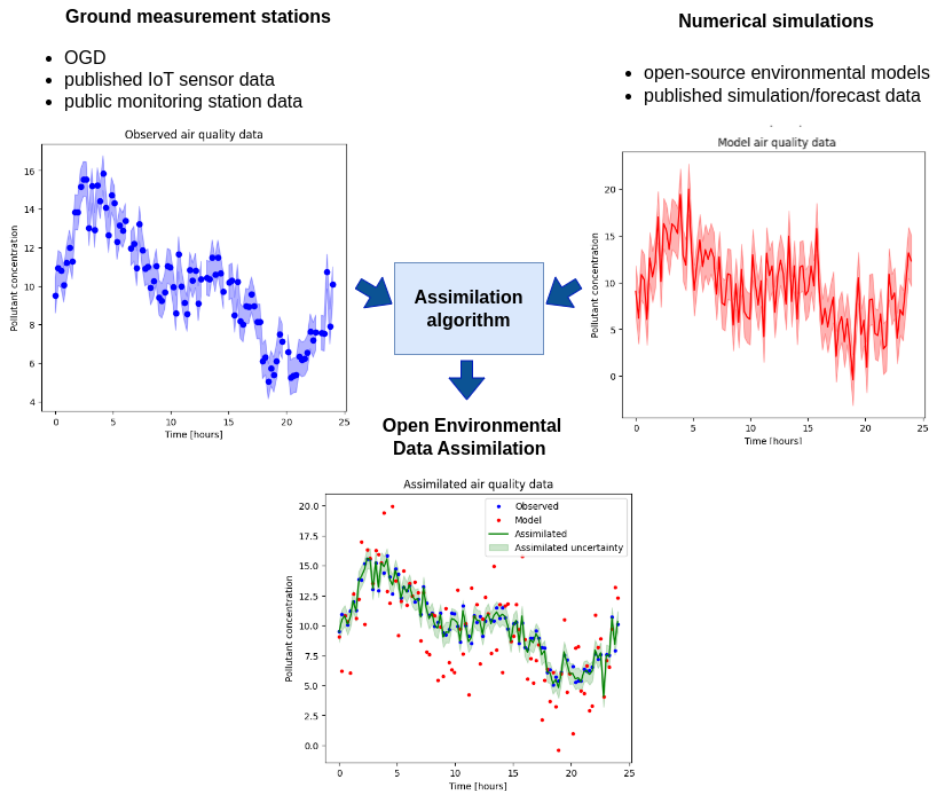 Ground measurement stations
OGD
published IoT sensor data
public monitoring station data
Numerical simulations
open-source environmental models
published simulation/forecast data
Observed air quality data
16
14
12
10
8
6
4
Pollutant concentration
0 5 10 15 20 25
Time [hours]
Assimilation
algorithm
Model air quality data
20
15
10
5
0
Pollutant concentration
0 5 10 15 20 25
Time [hours]
Open Environmental
Data Assimilation
Assimilated air quality data
20.0
17.5
15.0
12.5
10.0
7.5
5.0
2.5
0.0
Pollutant concentration
Observed
Model
Assimilated
Assimilated uncertainty
0 5 10 15 20 25
Time [hours]